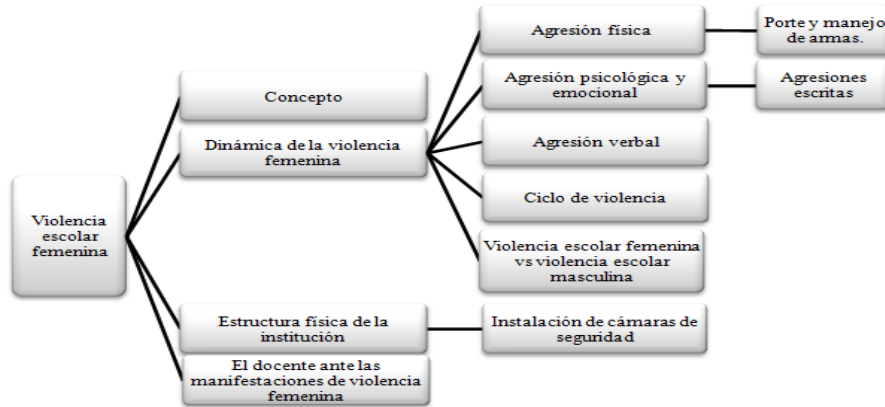 Violencia
escolar
femenina
Concepto
Dinámica de la violencia
femenina
Agresión física
Porte y manejo
de armas.
Agresión psicológica y
emocional
Agresiones
escritas
Agresión verbal
Ciclo de violencia
Violencia escolar femenina
vs violencia escolar
masculina
Estructura física de la
institución
Instalación de cámaras de
seguridad
El docente ante las
manifestaciones de violencia
femenina